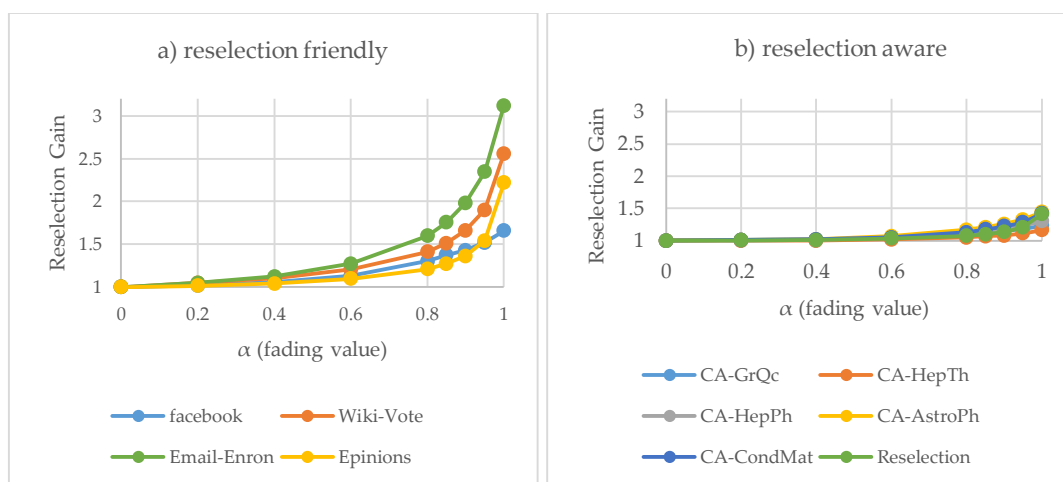 a) reselection friendly
Reselection Gain
3
2.5
2
1.5
1
0 0.2 0.4 0.6 0.8 1
α (fading value)
facebook Wiki-Vote
Email-Enron Epinions
b) reselection aware
Reselection Gain
3
2.5
2
1.5
1
0 0.2 0.4 0.6 0.8 1
α (fading value)
CA-GrQc CA-HepTh
CA-HepPh CA-AstroPh
CA-CondMat Reselection